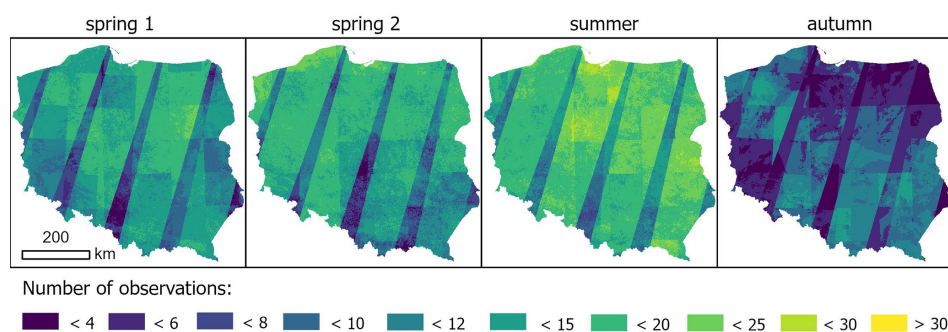 spring 1 spring 2 summer autumn
200
km
Number of observations:
< 4 < 6 < 8 < 10 < 12 < 15 < 20 < 25 < 30 > 30